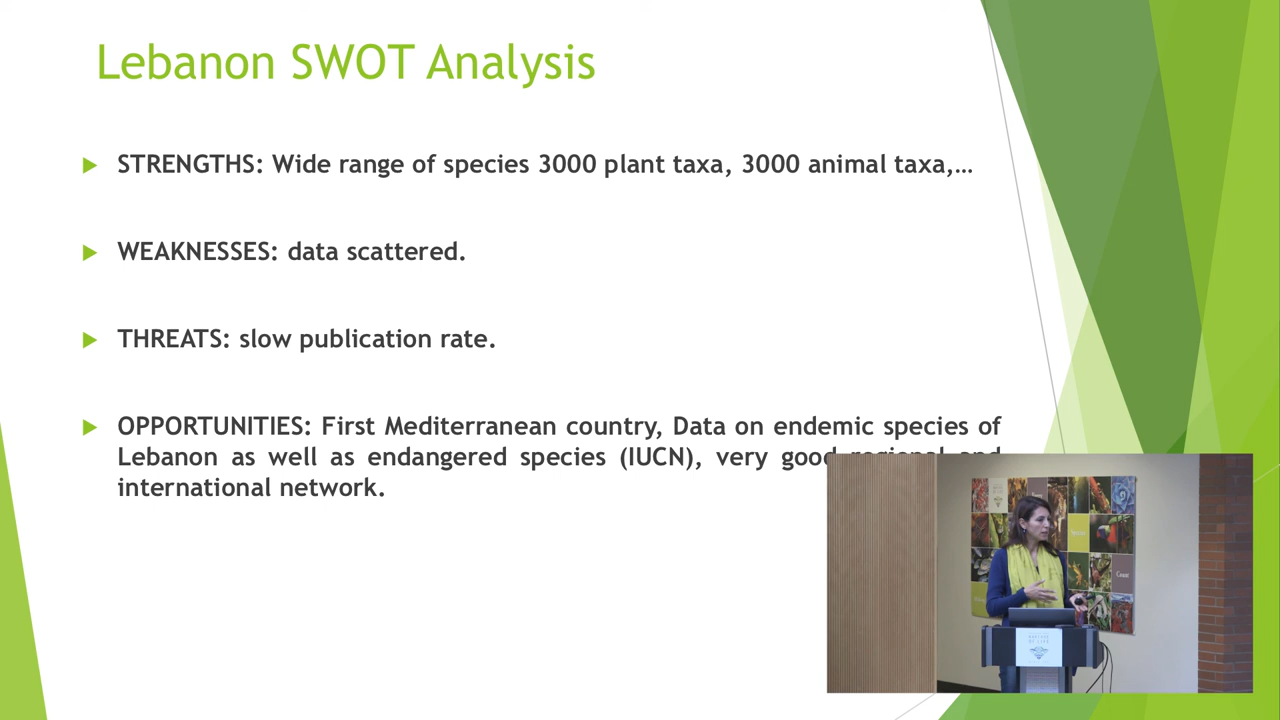 Lebanon SWOT Analysis
STRENGTHS: Wide range of species 3000 plant taxa, 3000 animal taxa,…
WEAKNESSES: data scattered.
THREATS: slow publication rate.
OPPORTUNITIES: First Mediterranean country, Data on endemic species of
Lebanon as well as endangered species (IUCN), very good regional and
international network.